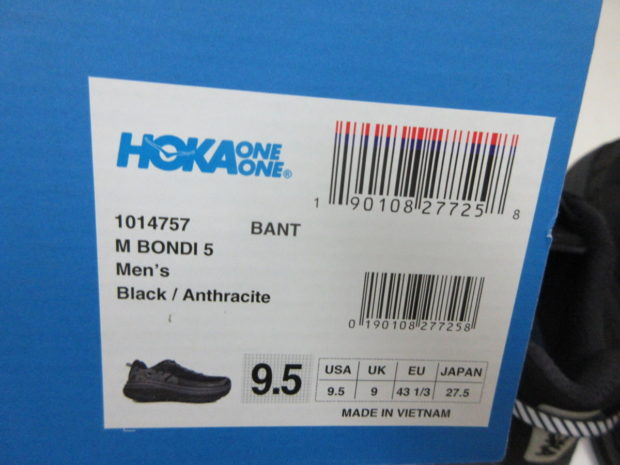 HOKA ONE ONE®
1 90108 27725 8
1014757 BANT
M BONDI 5
Men's
Black / Anthracite
0 190108 277258
9.5
USA UK EU JAPAN
9.5 9 43 1/3 27.5
MADE IN VIETNAM